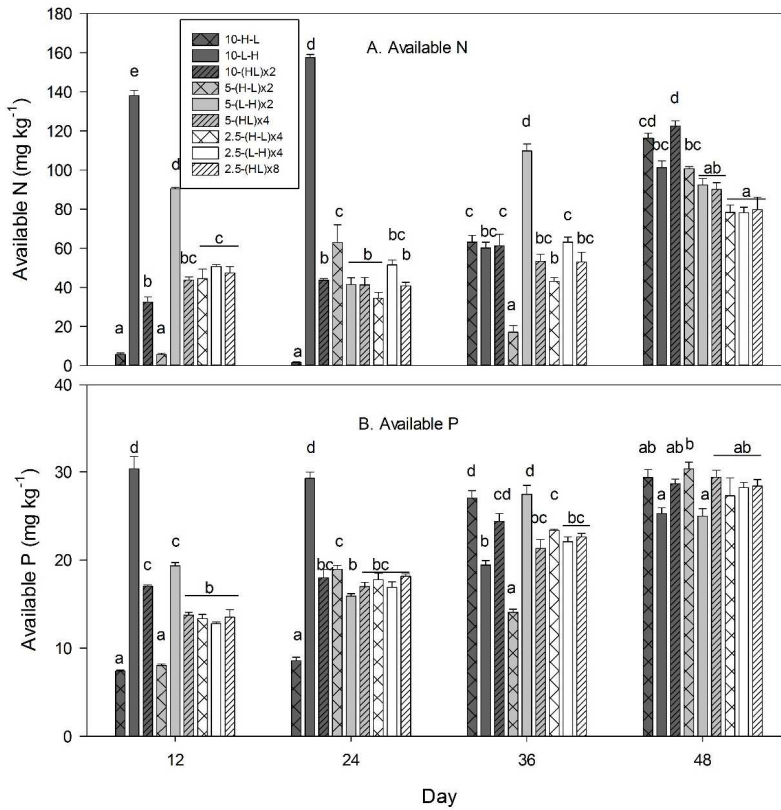 180
160
140
120
100
80
60
40
20
0
Available N (mg kg⁻¹)
A. Available N
10-H-L
10-L-H
10-(HL)x2
5-(H-L)x2
5-(L-H)x2
5-(HL)x4
2.5-(H-L)x4
2.5-(L-H)x4
2.5-(HL)x8
a e b a d bc c
a d b c b bc b
c bc c a d bc b c bc
cd bc d bc ab a
40
30
20
10
0
Available P (mg kg⁻¹)
B. Available P
a d c a c b
a d bc c b bc
d b cd a d bc c bc
ab a ab b a ab
12 24 36 48
Day